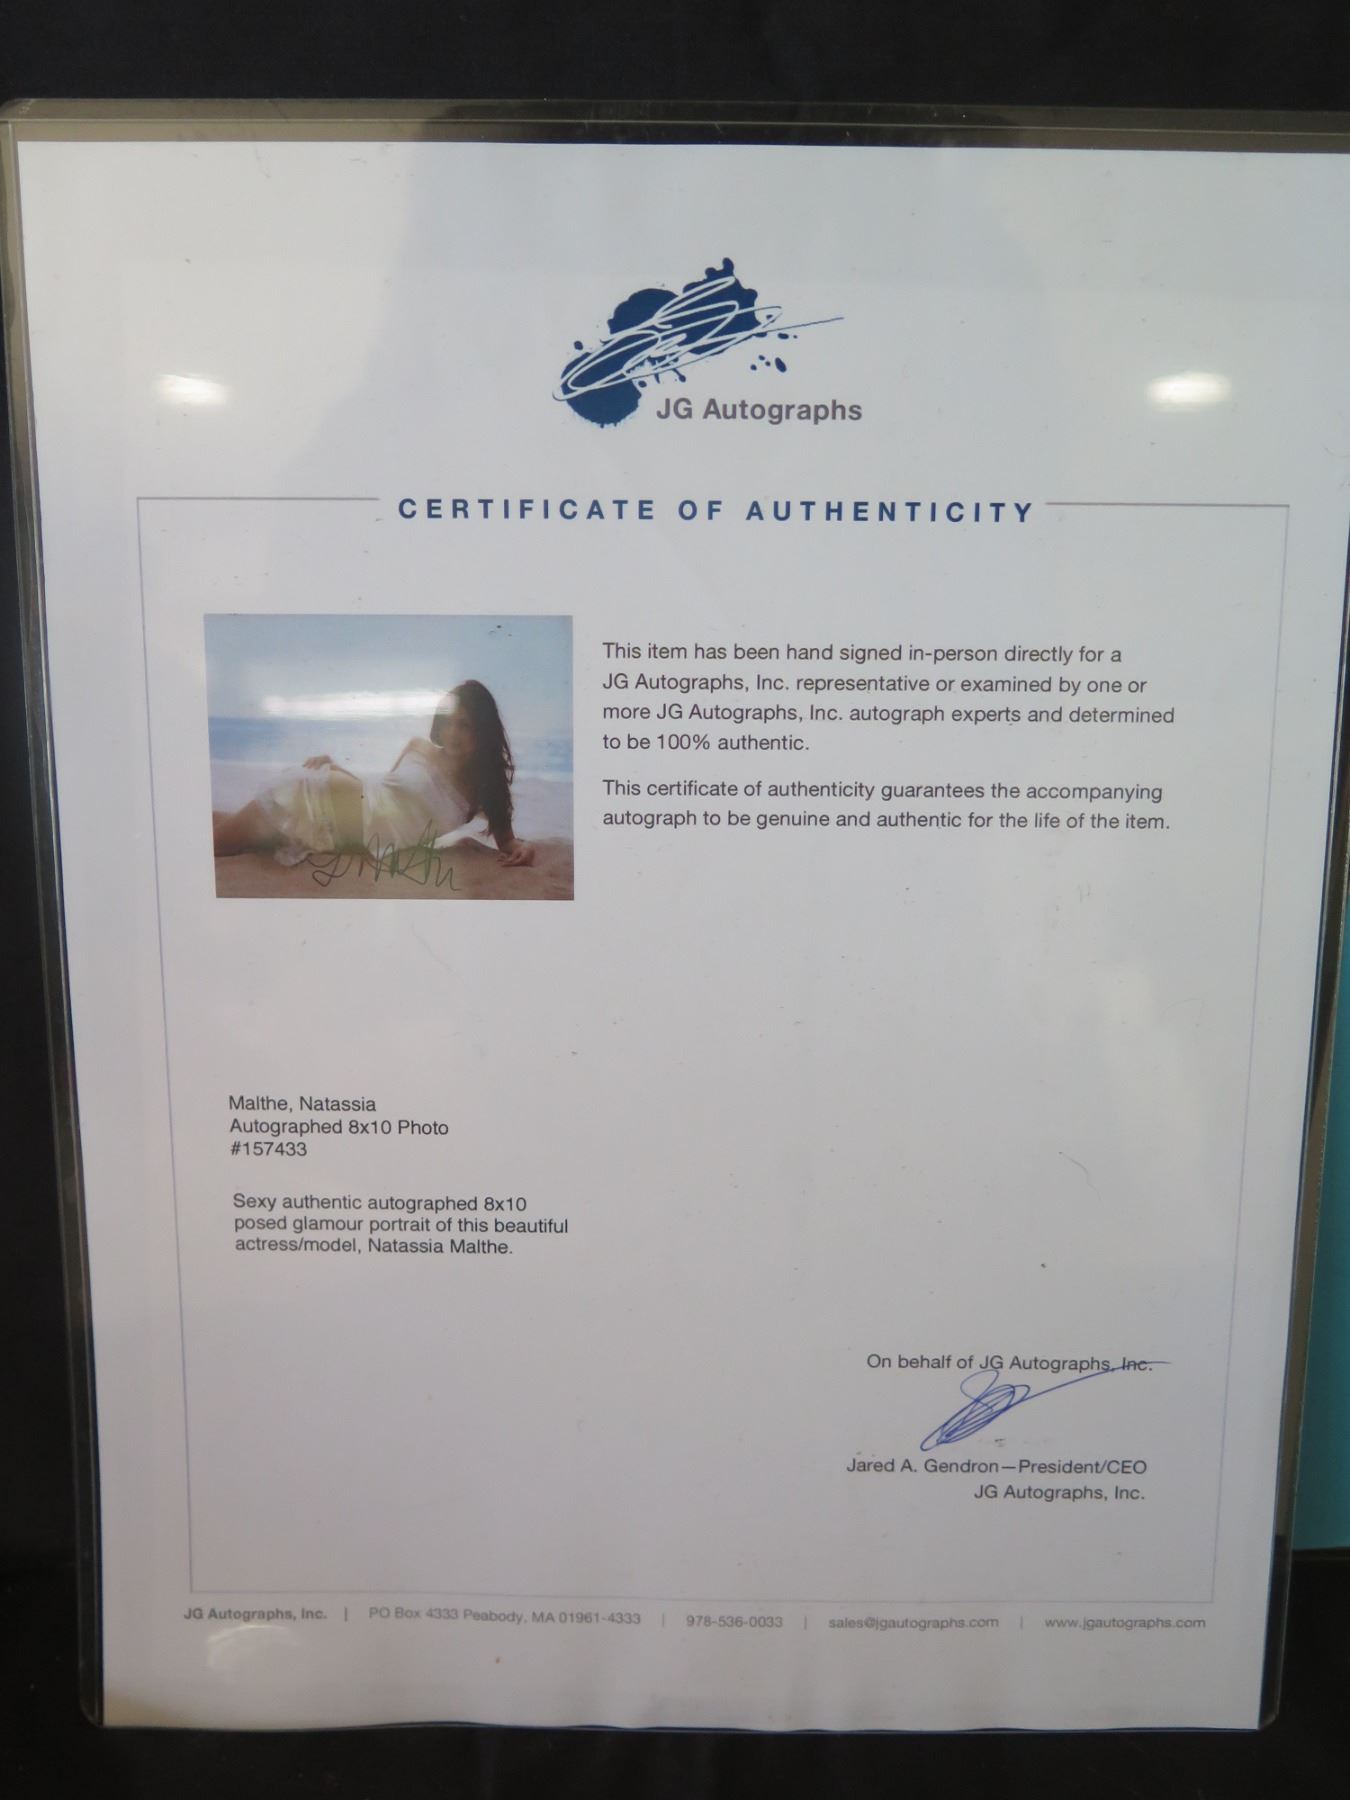 JG Autographs
CERTIFICATE OF AUTHENTICITY
This item has been hand signed in-person directly for a
JG Autographs, Inc. representative or examined by one or
more JG Autographs, Inc. autograph experts and determined
to be 100% authentic.
This certificate of authenticity guarantees the accompanying
autograph to be genuine and authentic for the life of the item.
Malthe, Natassia
Autographed 8x10 Photo
#157433
Sexy authentic autographed 8x10
posed glamour portrait of this beautiful
actress/model, Natassia Malthe.
On behalf of JG Autographs, Inc.
Jared A. Gendron—President/CEO
JG Autographs, Inc.
JG Autographs, Inc. | PO Box 4333 Peabody, MA 01961-4333 | 978-536-0033 | sales@jgautographs.com | www.jgautographs.com